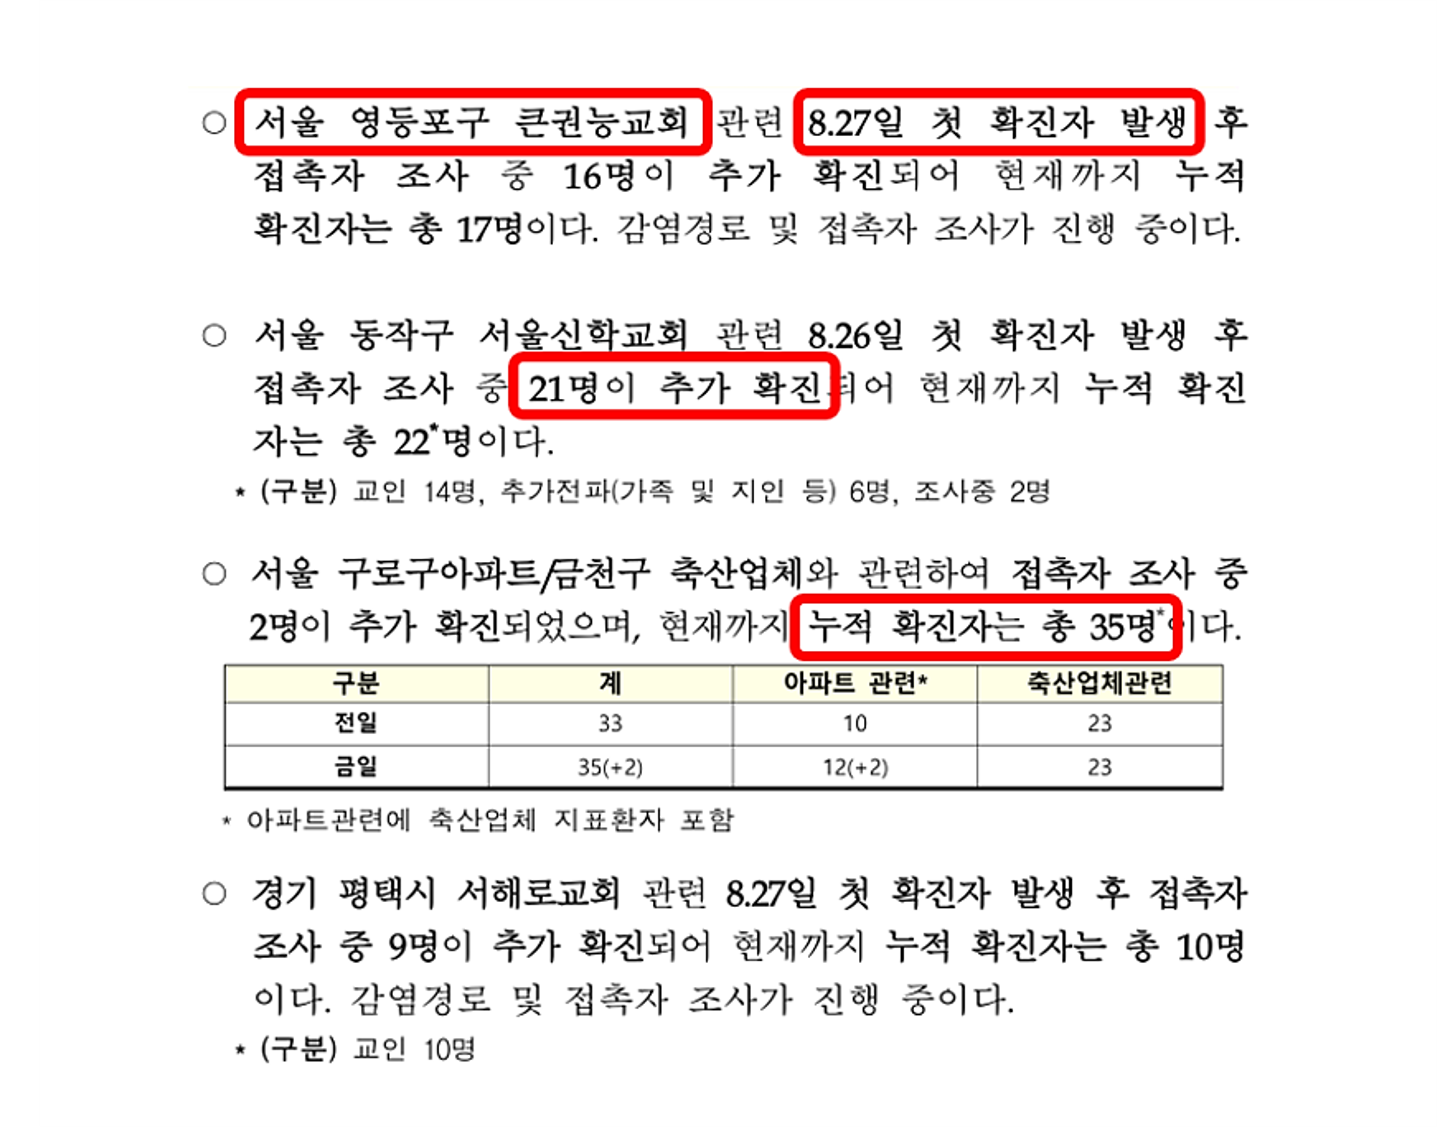 ○ 서울 영등포구 큰권능교회 관련 8.27일 첫 확진자 발생 후
접촉자 조사 중 16명이 추가 확진되어 현재까지 누적
확진자는 총 17명이다. 감염경로 및 접촉자 조사가 진행 중이다.
○ 서울 동작구 서울신학교회 관련 8.26일 첫 확진자 발생 후
접촉자 조사 중 21명이 추가 확진되어 현재까지 누적 확진
자는 총 22*명이다.
* (구분) 교인 14명, 추가전파(가족 및 지인 등) 6명, 조사중 2명
○ 서울 구로구아파트/금천구 축산업체와 관련하여 접촉자 조사 중
2명이 추가 확진되었으며, 현재까지 누적 확진자는 총 35명*이다.
구분 계 아파트 관련* 축산업체관련
전일 33 10 23
금일 35(+2) 12(+2) 23
* 아파트관련에 축산업체 지표환자 포함
○ 경기 평택시 서해로교회 관련 8.27일 첫 확진자 발생 후 접촉자
조사 중 9명이 추가 확진되어 현재까지 누적 확진자는 총 10명
이다. 감염경로 및 접촉자 조사가 진행 중이다.
* (구분) 교인 10명